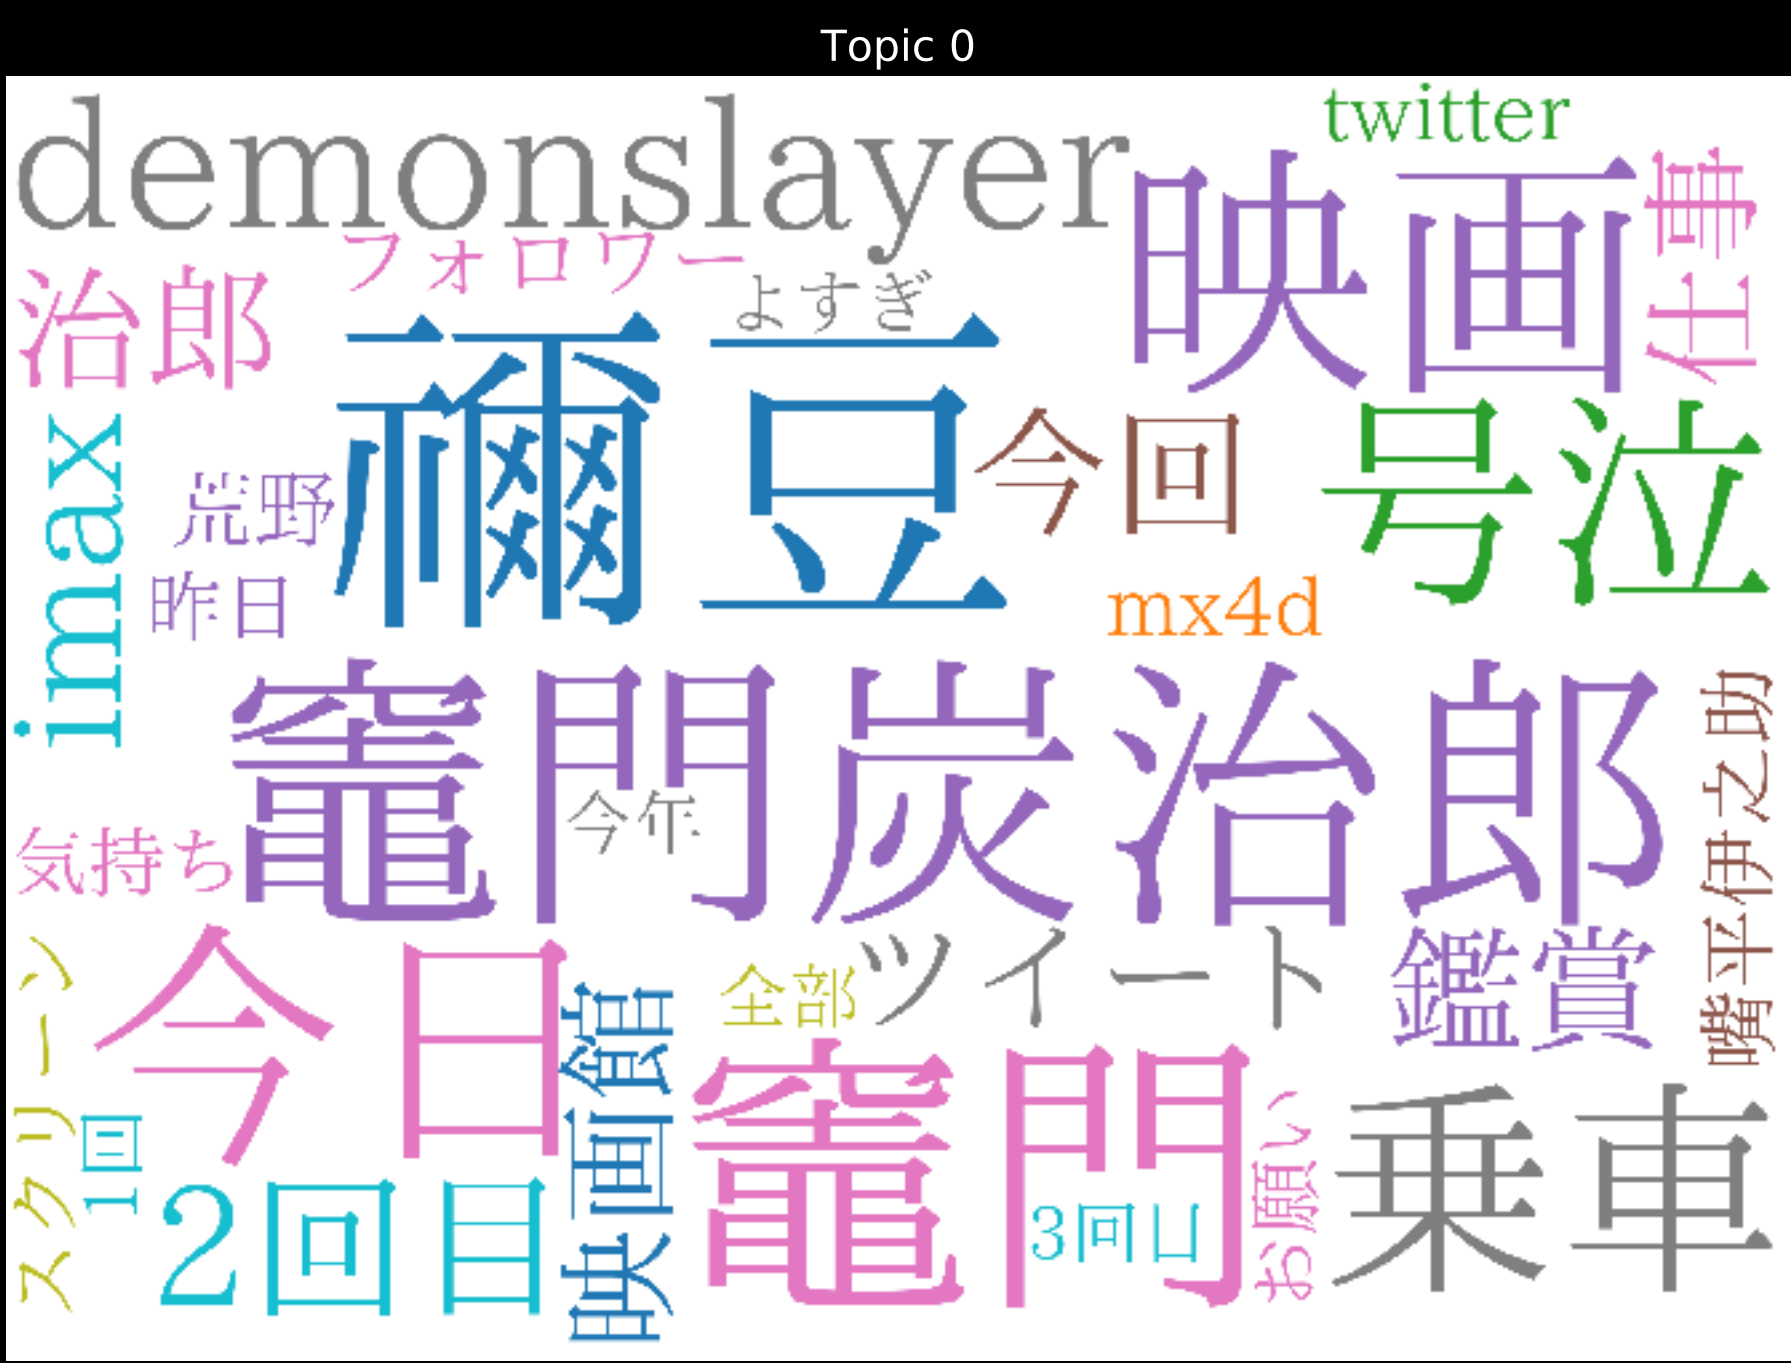 Topic 0
demonslayer
twitter
映画
仕事
フォロワー
治郎
よすぎ
禰豆
imax
今回
号泣
荒野
昨日
mx4d
竈門炭治郎
嘴平伊之助
今年
気持ち
今日
スクリーン
映画館
全部
ツイート
鑑賞
竈門
乗車
お願い
1回
2回目
3回目